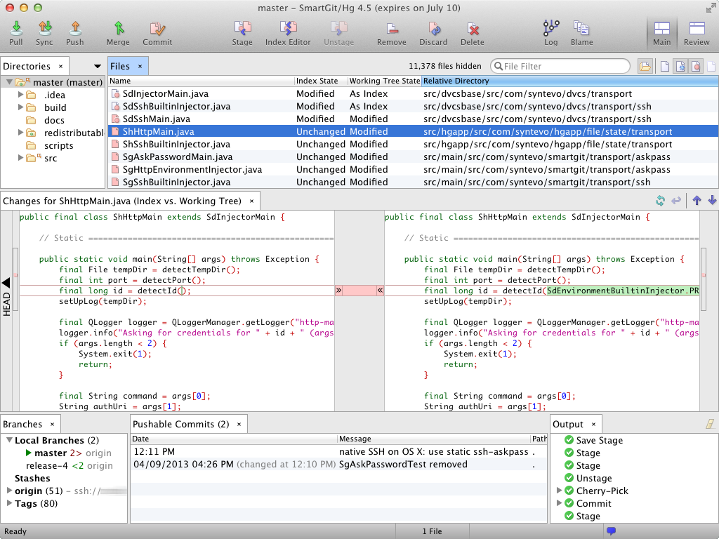 master - SmartGit/Hg 4.5 (expires on July 10)
Pull Sync Push Merge Commit Stage Index Editor Unstage Remove Discard Delete Log Blame Main Review
Directories × Files × 11,378 files hidden File Filter
master (master)
.idea
build
docs
redistributabl
scripts
src
Name Index State Working Tree State Relative Directory
SdInjectorMain.java Modified As Index src/dvcsbase/src/com/syntevo/dvcs/transport
SdSshBuiltinInjector.java Modified As Index src/dvcsbase/src/com/syntevo/dvcs/transport/ssh
SdSshMain.java Modified Modified src/dvcsbase/src/com/syntevo/dvcs/transport/ssh
ShHttpMain.java Unchanged Modified src/hgapp/src/com/syntevo/hgapp/file/state/transport
ShSshBuiltinInjector.java Unchanged Modified src/hgapp/src/com/syntevo/hgapp/file/state/transport
SgAskPasswordMain.java Unchanged Modified src/main/src/com/syntevo/smartgit/transport/askpass
SgHttpEnvironmentInjector.java Unchanged Modified src/main/src/com/syntevo/smartgit/transport/askpass
SgSshBuiltinInjector.java Unchanged Modified src/main/src/com/syntevo/smartgit/transport/ssh
Changes for ShHttpMain.java (Index vs. Working Tree) ×
HEAD
public final class ShHttpMain extends SdInjectorMain {
// Static ==================================================
public static void main(String[] args) throws Exception {
final File tempDir = detectTempDir();
final int port = detectPort();
final long id = detectId();
setUpLog(tempDir);
final QLogger logger = QLoggerManager.getLogger("http-ma
logger.info("Asking for credentials for " + id + " (args
if (args.length < 2) {
System.exit(1);
return;
}
final String command = args[0];
String authUri = args[1];
» «
public final class ShHttpMain extends SdInjectorMain {
// Static ==================================================
public static void main(String[] args) throws Exception {
final File tempDir = detectTempDir();
final int port = detectPort();
final long id = detectId(SdEnvironmentBuiltinInjector.PR
setUpLog(tempDir);
final QLogger logger = QLoggerManager.getLogger("http-ma
logger.info("Asking for credentials for " + id + " (args
if (args.length < 2) {
System.exit(1);
return;
}
final String command = args[0];
String authUri = args[1];
Branches ×
Local Branches (2)
master 2> origin
release-4 <2 origin
Stashes
origin (51) - ssh://
Tags (80)
Pushable Commits (2) ×
Date Message Path
12:11 PM native SSH on OS X: use static ssh-askpass .
04/09/2013 04:26 PM (changed at 12:10 PM) SgAskPasswordTest removed .
Output ×
Save Stage
Stage
Stage
Unstage
Cherry-Pick
Commit
Stage
Ready 1 File